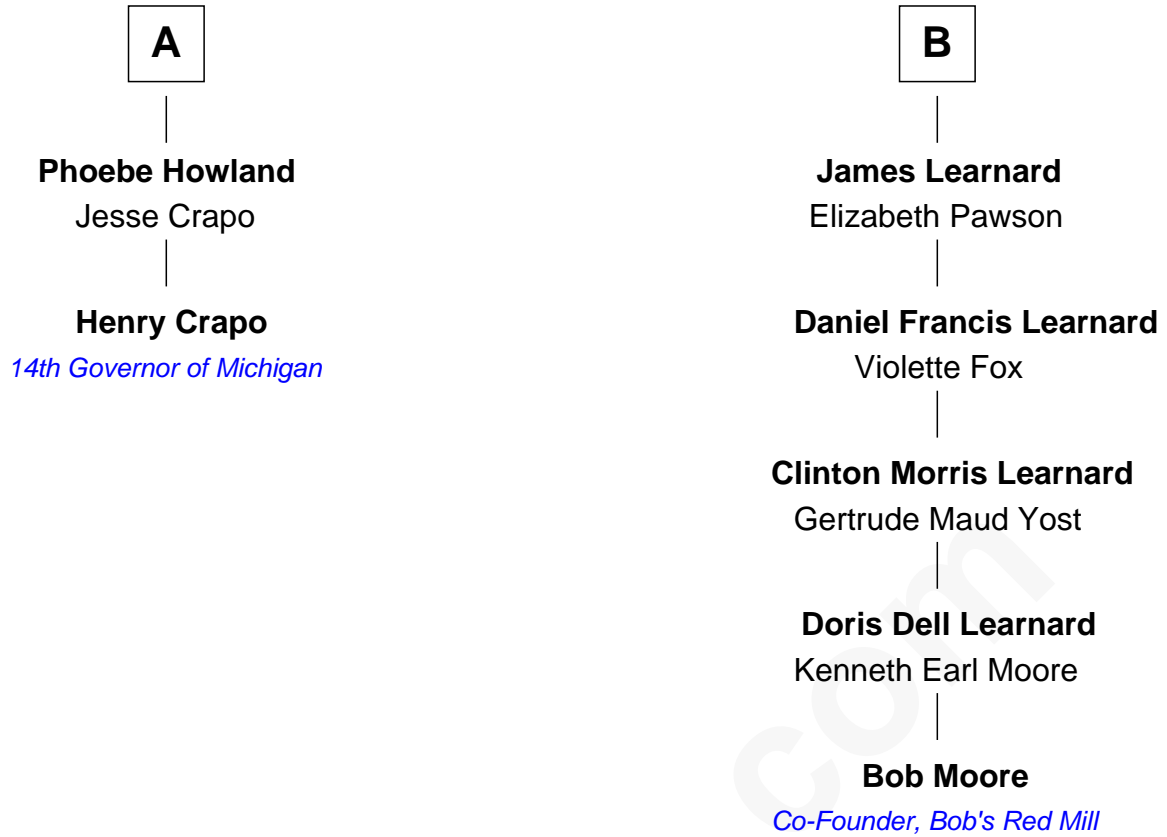 A
Phoebe Howland
Jesse Crapo
Henry Crapo
14th Governor of Michigan
B
James Learnard
Elizabeth Pawson
Daniel Francis Learnard
Violette Fox
Clinton Morris Learnard
Gertrude Maud Yost
Doris Dell Learnard
Kenneth Earl Moore
Bob Moore
Co-Founder, Bob's Red Mill
com